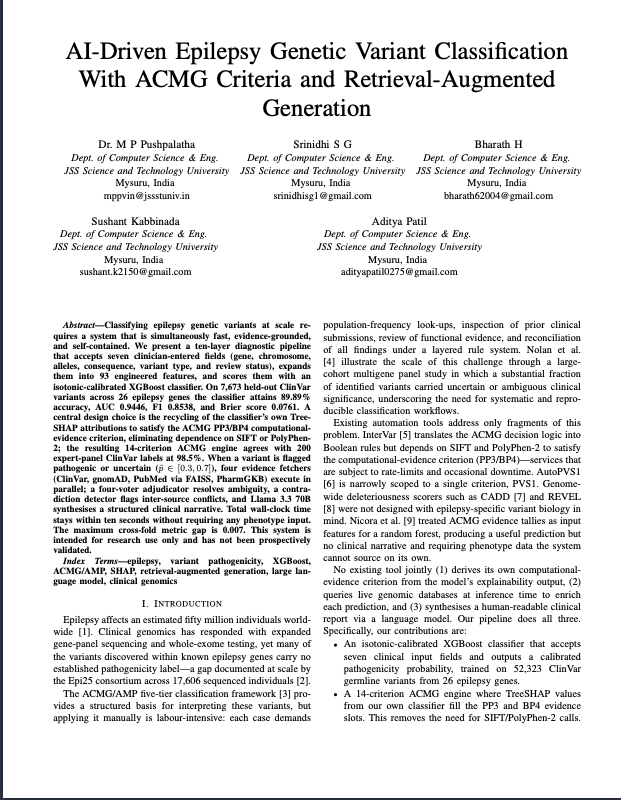 AI-Driven Epilepsy Genetic Variant Classification
With ACMG Criteria and Retrieval-Augmented
Generation
Dr. M P Pushpalatha
Dept. of Computer Science & Eng.
JSS Science and Technology University
Mysuru, India
mppvin@jssstuniv.in
Srinidhi S G
Dept. of Computer Science & Eng.
JSS Science and Technology University
Mysuru, India
srinidhisg1@gmail.com
Bharath H
Dept. of Computer Science & Eng.
JSS Science and Technology University
Mysuru, India
bharath62004@gmail.com
Sushant Kabbinada
Dept. of Computer Science & Eng.
JSS Science and Technology University
Mysuru, India
sushant.k2150@gmail.com
Aditya Patil
Dept. of Computer Science & Eng.
JSS Science and Technology University
Mysuru, India
adityapatil0275@gmail.com
Abstract—Classifying epilepsy genetic variants at scale re-
quires a system that is simultaneously fast, evidence-grounded,
and self-contained. We present a ten-layer diagnostic pipeline
that accepts seven clinician-entered fields (gene, chromosome,
alleles, consequence, variant type, and review status), expands
them into 93 engineered features, and scores them with an
isotonic-calibrated XGBoost classifier. On 7,673 held-out ClinVar
variants across 26 epilepsy genes the classifier attains 89.89%
accuracy, AUC 0.9446, F1 0.8538, and Brier score 0.0761. A
central design choice is the recycling of the classifier's own Tree-
SHAP attributions to satisfy the ACMG PP3/BP4 computational-
evidence criterion, eliminating dependence on SIFT or PolyPhen-
2; the resulting 14-criterion ACMG engine agrees with 200
expert-panel ClinVar labels at 98.5%. When a variant is flagged
pathogenic or uncertain (p̂ ∈ [0.3, 0.7]), four evidence fetchers
(ClinVar, gnomAD, PubMed via FAISS, PharmGKB) execute in
parallel; a four-voter adjudicator resolves ambiguity, a contra-
diction detector flags inter-source conflicts, and Llama 3.3 70B
synthesises a structured clinical narrative. Total wall-clock time
stays within ten seconds without requiring any phenotype input.
The maximum cross-fold metric gap is 0.007. This system is
intended for research use only and has not been prospectively
validated.
Index Terms—epilepsy, variant pathogenicity, XGBoost,
ACMG/AMP, SHAP, retrieval-augmented generation, large lan-
guage model, clinical genomics
I. INTRODUCTION
Epilepsy affects an estimated fifty million individuals world-
wide [1]. Clinical genomics has responded with expanded
gene-panel sequencing and whole-exome testing, yet many of
the variants discovered within known epilepsy genes carry no
established pathogenicity label—a gap documented at scale by
the Epi25 consortium across 17,606 sequenced individuals [2].
The ACMG/AMP five-tier classification framework [3] pro-
vides a structured basis for interpreting these variants, but
applying it manually is labour-intensive: each case demands
population-frequency look-ups, inspection of prior clinical
submissions, review of functional evidence, and reconciliation
of all findings under a layered rule system. Nolan et al.
[4] illustrate the scale of this challenge through a large-
cohort multigene panel study in which a substantial fraction
of identified variants carried uncertain or ambiguous clinical
significance, underscoring the need for systematic and repro-
ducible classification workflows.
Existing automation tools address only fragments of this
problem. InterVar [5] translates the ACMG decision logic into
Boolean rules but depends on SIFT and PolyPhen-2 to satisfy
the computational-evidence criterion (PP3/BP4)—services that
are subject to rate-limits and occasional downtime. AutoPVS1
[6] is narrowly scoped to a single criterion, PVS1. Genome-
wide deleteriousness scorers such as CADD [7] and REVEL
[8] were not designed with epilepsy-specific variant biology in
mind. Nicora et al. [9] treated ACMG evidence tallies as input
features for a random forest, producing a useful prediction but
no clinical narrative and requiring phenotype data the system
cannot source on its own.
No existing tool jointly (1) derives its own computational-
evidence criterion from the model's explainability output, (2)
queries live genomic databases at inference time to enrich
each prediction, and (3) synthesises a human-readable clinical
report via a language model. Our pipeline does all three.
Specifically, our contributions are:
• An isotonic-calibrated XGBoost classifier that accepts
seven clinical input fields and outputs a calibrated
pathogenicity probability, trained on 52,323 ClinVar
germline variants from 26 epilepsy genes.
• A 14-criterion ACMG engine where TreeSHAP values
from our own classifier fill the PP3 and BP4 evidence
slots. This removes the need for SIFT/PolyPhen-2 calls.